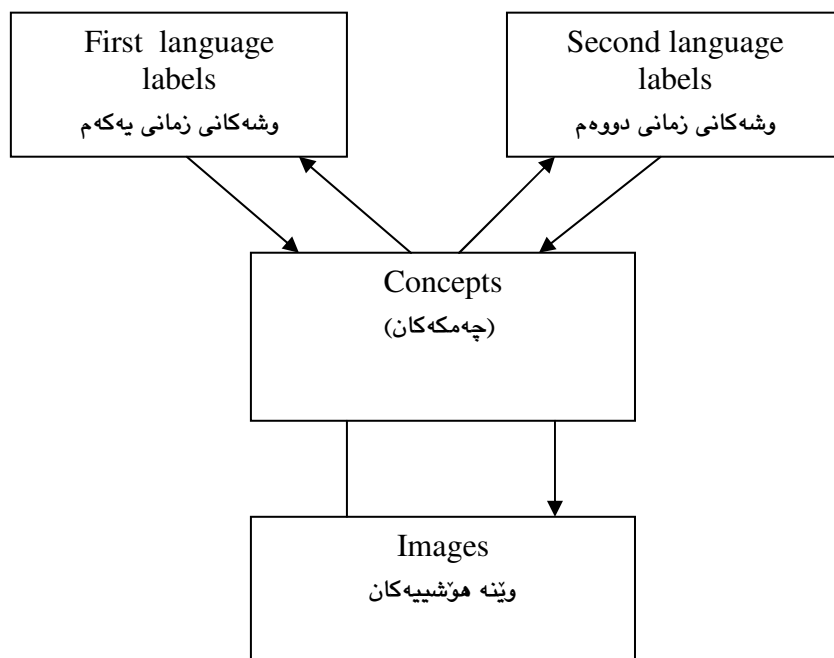 First language
labels
وشەکانی زمانی یەکەم
Second language
labels
وشەکانی زمانی دووەم
Concepts
(چەمکەکان)
Images
وێنە هۆشییەکان